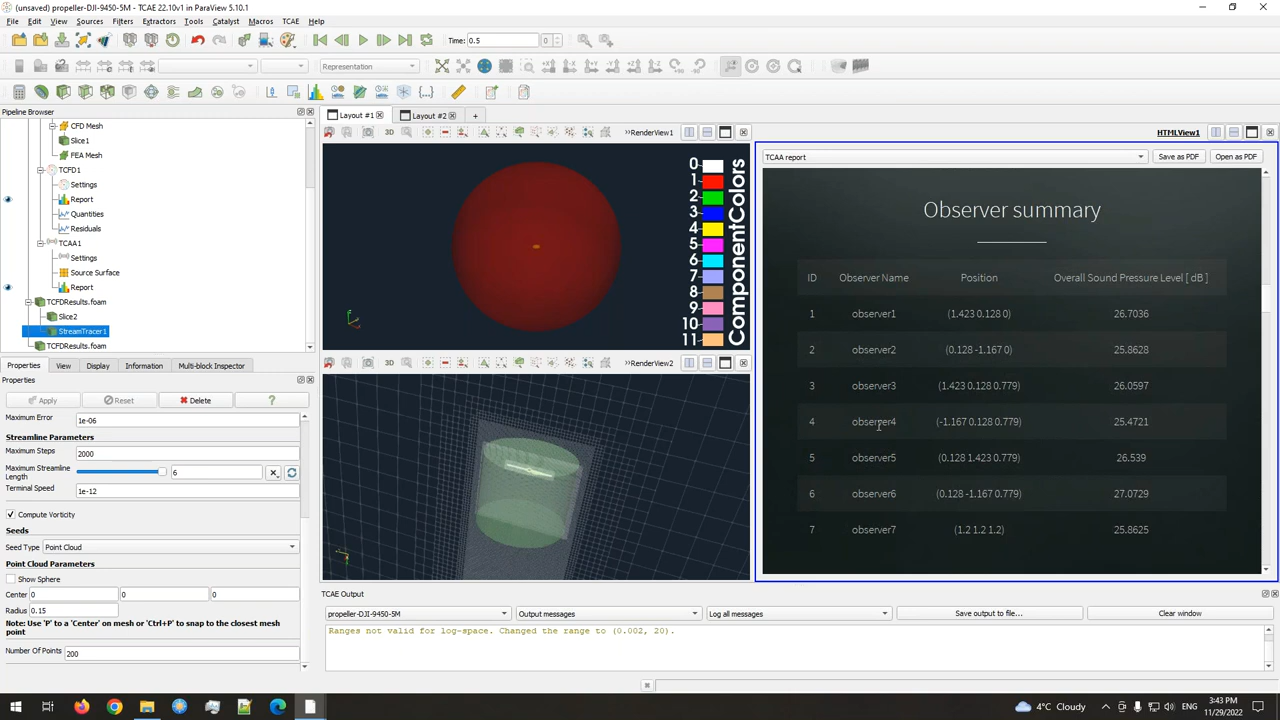 (unsaved) propeller-DJI-9450-5M - TCAE 22.10v1 in ParaView 5.10.1
File Edit View Sources Filters Extractors Tools Catalyst Macros TCAE Help
Time: 0.5
0
Representation
Pipeline Browser
CFD Mesh
Slice1
FEA Mesh
TCFD1
Settings
Report
Quantities
Residuals
TCAA1
Settings
Source Surface
Report
TCFDResults.foam
Slice2
StreamTracer1
TCFDResults.foam
Properties View Display Information Multi-block Inspector
Properties
Apply Reset Delete ?
Maximum Error
1e-06
Streamline Parameters
Maximum Steps
2000
Maximum Streamline Length
6
Terminal Speed
1e-12
Compute Vorticity
Seeds
Seed Type Point Cloud
Point Cloud Parameters
Show Sphere
Center 0 0 0
Radius 0.15
Note: Use 'P' to a 'Center' on mesh or 'Ctrl+P' to snap to the closest mesh
point
Number Of Points 200
Layout #1 Layout #2 +
3D RenderView1
0
1
2
3
4
5
6
7
8
9
10
11
ComponentColors
3D RenderView2
HTMLView1
TCAA report
Save as PDF Open as PDF
Observer summary
ID Observer Name Position Overall Sound Pressure Level [ dB ]
1 observer1 (1.423 0.128 0) 26.7036
2 observer2 (0.128 -1.167 0) 25.8628
3 observer3 (1.423 0.128 0.779) 26.0597
4 observer4 (-1.167 0.128 0.779) 25.4721
5 observer5 (0.128 1.423 0.779) 26.539
6 observer6 (0.128 -1.167 0.779) 27.0729
7 observer7 (1.2 1.2 1.2) 25.8625
TCAE Output
propeller-DJI-9450-5M Output messages Log all messages Save output to file... Clear window
Ranges not valid for log-space. Changed the range to (0.002, 20).
4°C Cloudy
ENG
3:43 PM
11/29/2022